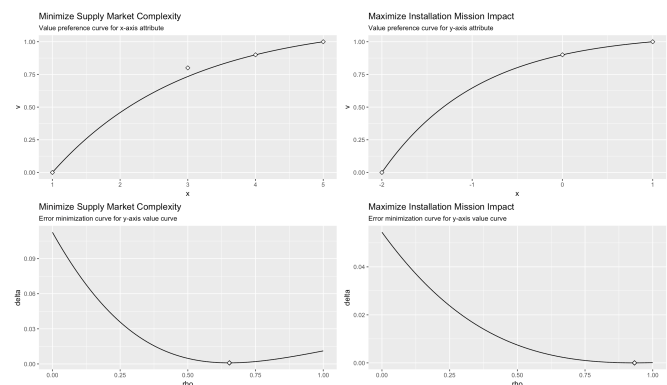 Minimize Supply Market Complexity
Value preference curve for x-axis attribute
1.00
0.75
v
0.50
0.25
0.00
1
2
3
4
5
x
Maximize Installation Mission Impact
Value preference curve for y-axis attribute
1.00
0.75
v
0.50
0.25
0.00
-2
-1
0
1
x
Minimize Supply Market Complexity
Error minimization curve for y-axis value curve
0.09
0.06
delta
0.03
0.00
0.00
0.25
0.50
0.75
1.00
rho
Maximize Installation Mission Impact
Error minimization curve for y-axis value curve
0.04
delta
0.02
0.00
0.00
0.25
0.50
0.75
1.00
rho